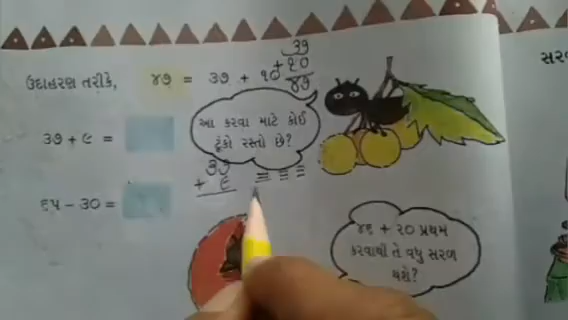 ઉદાહરણ તરીકે, ૪૭ = ૩૭ + ૧૦
૩૭
+ ૧૦
૪૭
૩૭ + ૯ =
આ કરવા માટે કોઈ
ટૂંકો રસ્તો છે?
૩૭
+ ૯
૬૫ – ૩૦ =
૪૬ + ૨૦ પ્રથમ
કરવાથી તે વધુ સરળ
થશે?